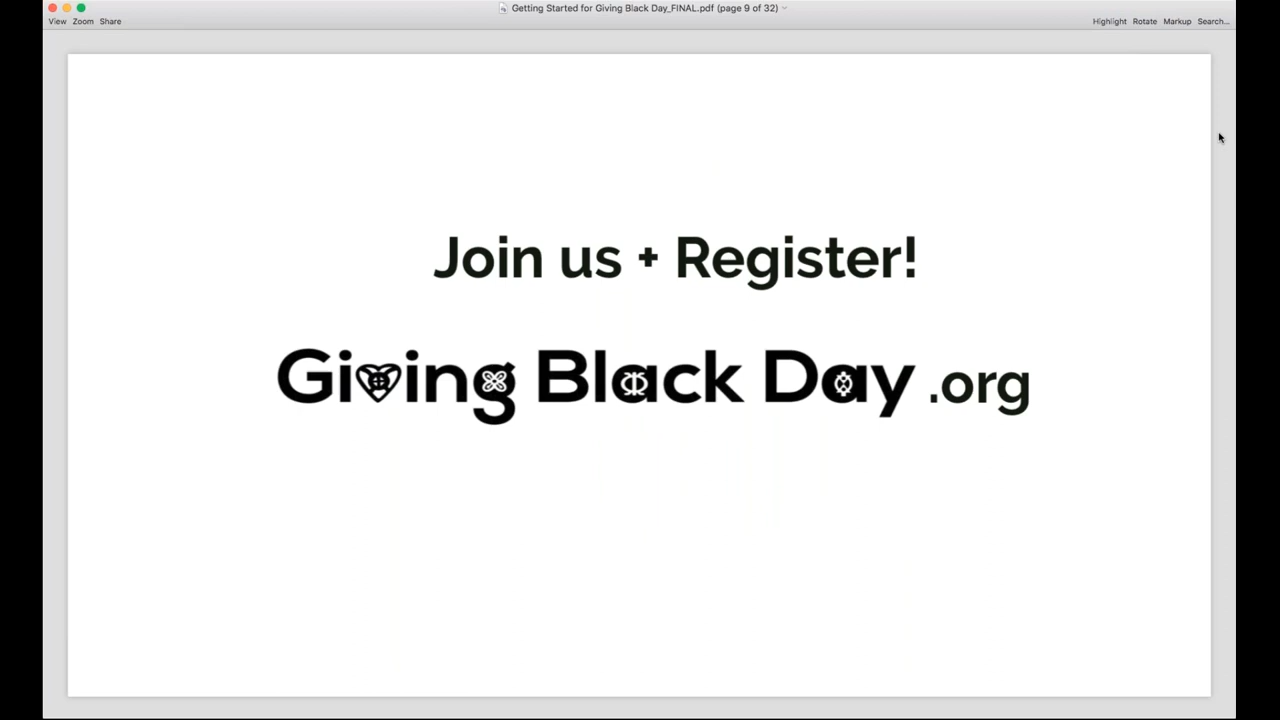 Getting Started for Giving Black Day_FINAL.pdf (page 9 of 32)
View Zoom Share
Highlight Rotate Markup Search...
Join us + Register!
Giving Black Day .org